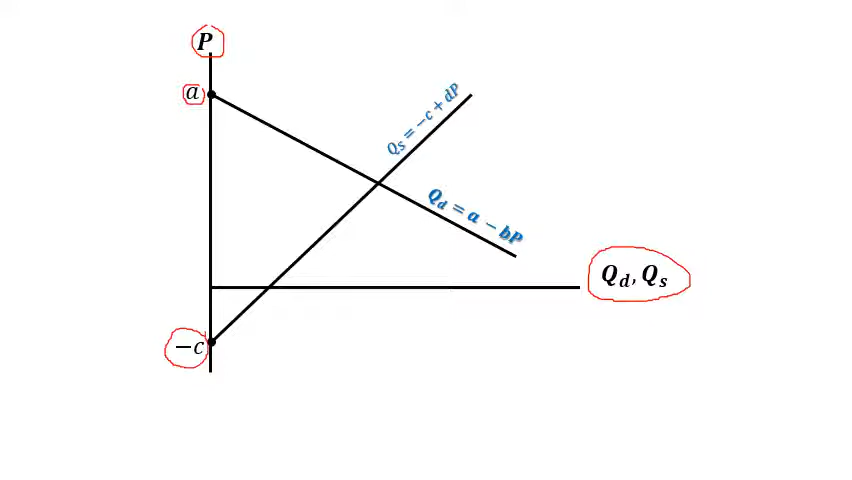 P
a
Qs = −c + dP
Qd = a − bP
Qd, Qs
−c